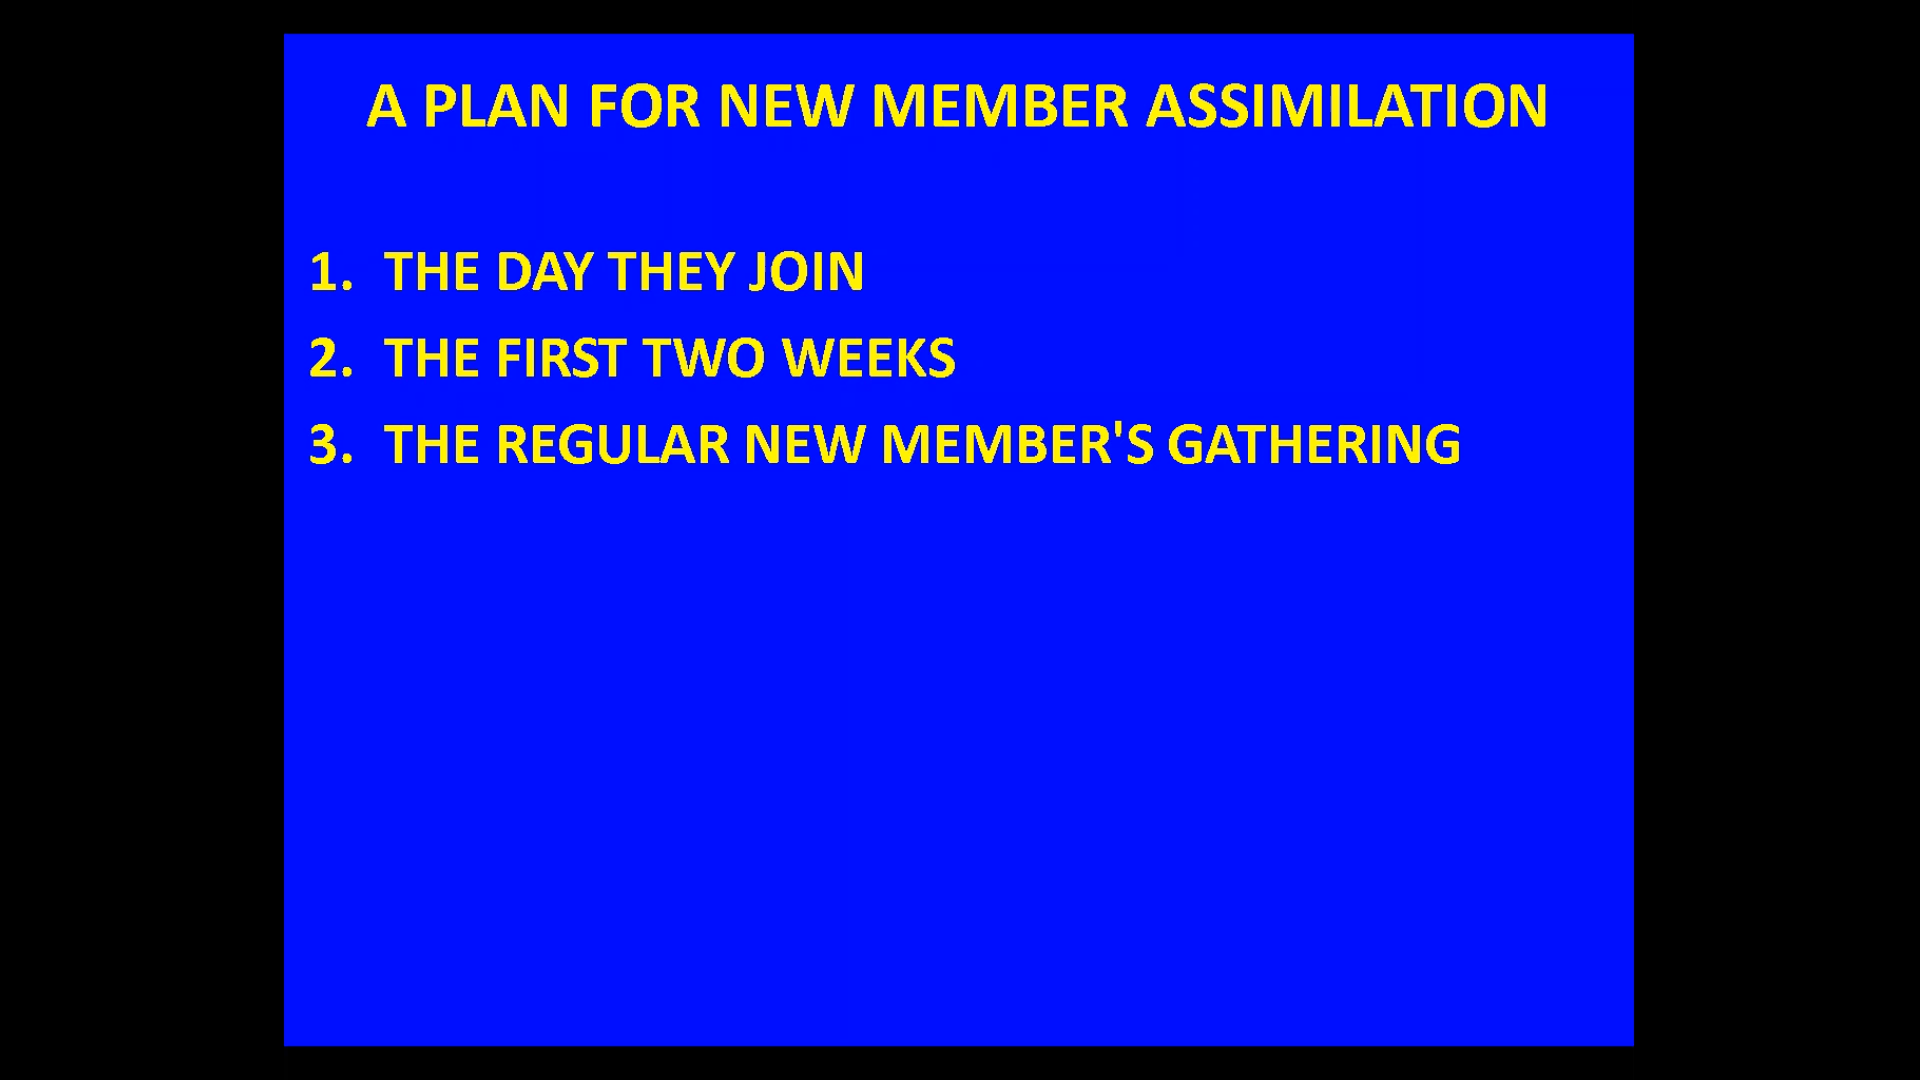 A PLAN FOR NEW MEMBER ASSIMILATION
1. THE DAY THEY JOIN
2. THE FIRST TWO WEEKS
3. THE REGULAR NEW MEMBER'S GATHERING